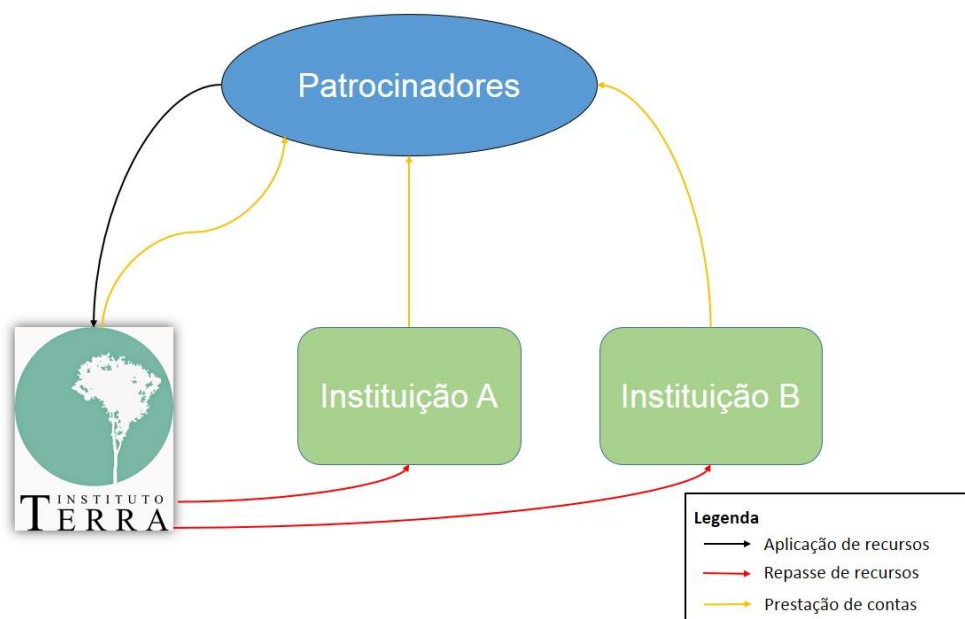 Patrocinadores
Instituição A
Instituição B
INSTITUTO
TERRA
Legenda
Aplicação de recursos
Repasse de recursos
Prestação de contas